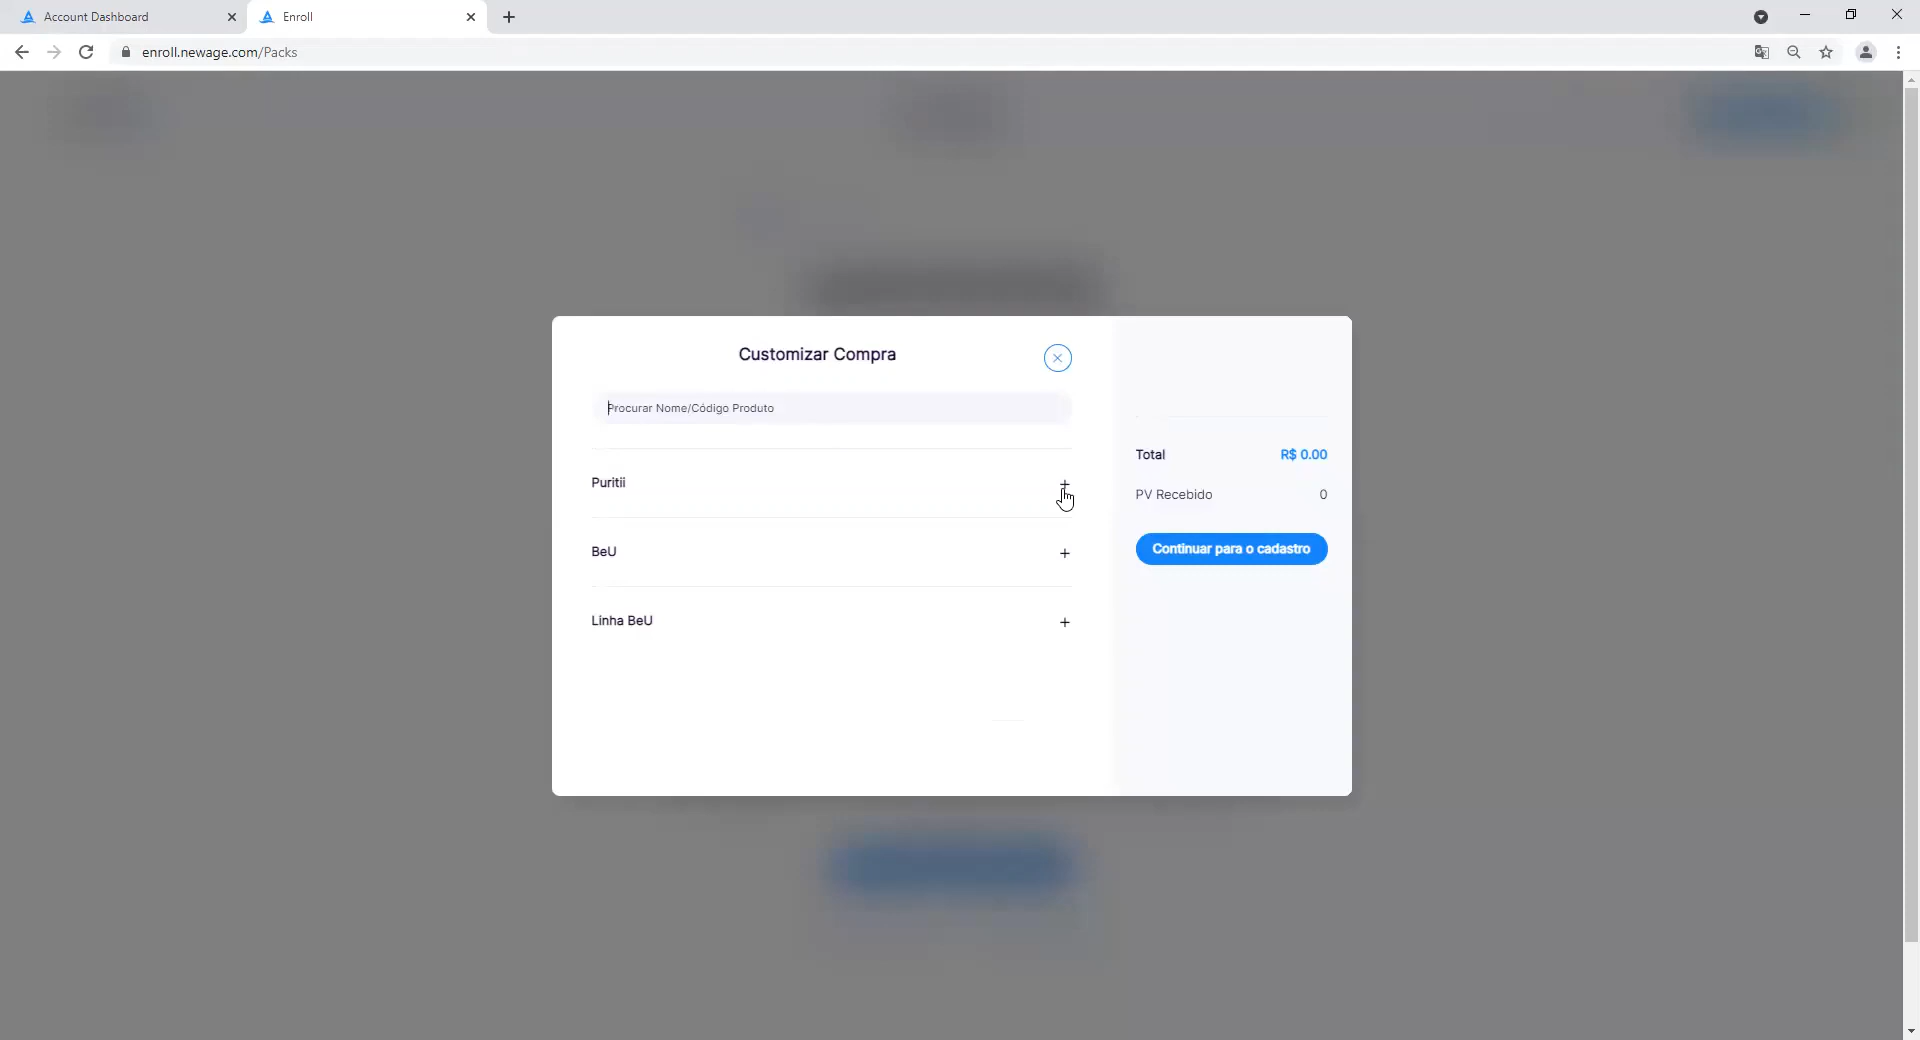 Account Dashboard
Enroll
enroll.newage.com/Packs
Customizar Compra
Procurar Nome/Código Produto
Puritii
BeU
Linha BeU
Total R$ 0.00
PV Recebido 0
Continuar para o cadastro